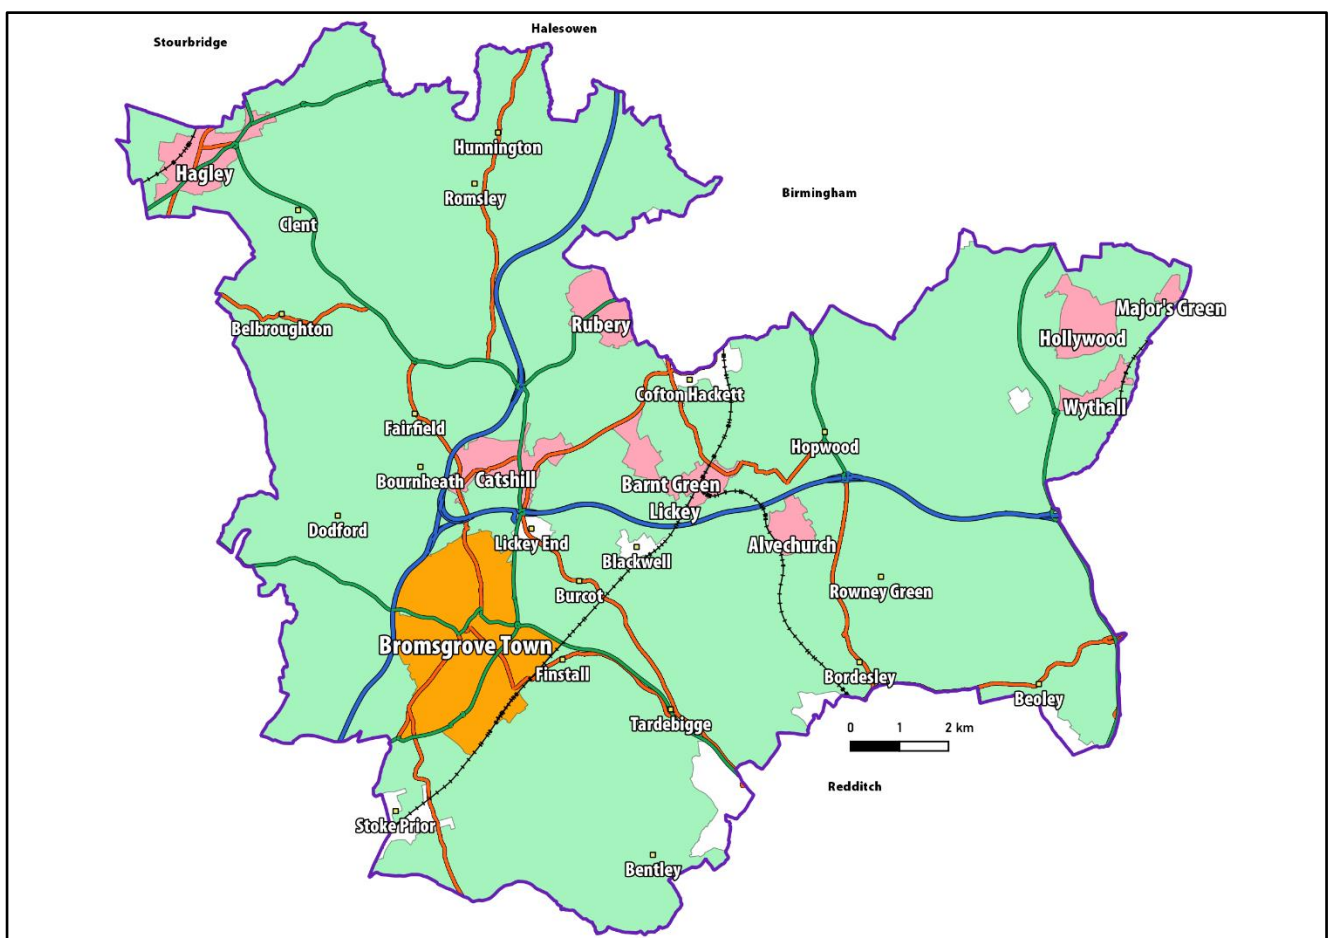 Halesowen
Stourbridge
Hunnington
Hagley
Romsley
Birmingham
Clent
Major's Green
Belbroughton
Rubery
Hollywood
Cofton Hackett
Wythall
Fairfield
Hopwood
Bournheath
Catshill
Barnt Green
Lickey
Dodford
Lickey End
Alvechurch
Blackwell
Burcot
Rowney Green
Bromsgrove Town
Finstall
Bordesley
Beoley
Tardebigge
0 1 2 km
Redditch
Stoke Prior
Bentley